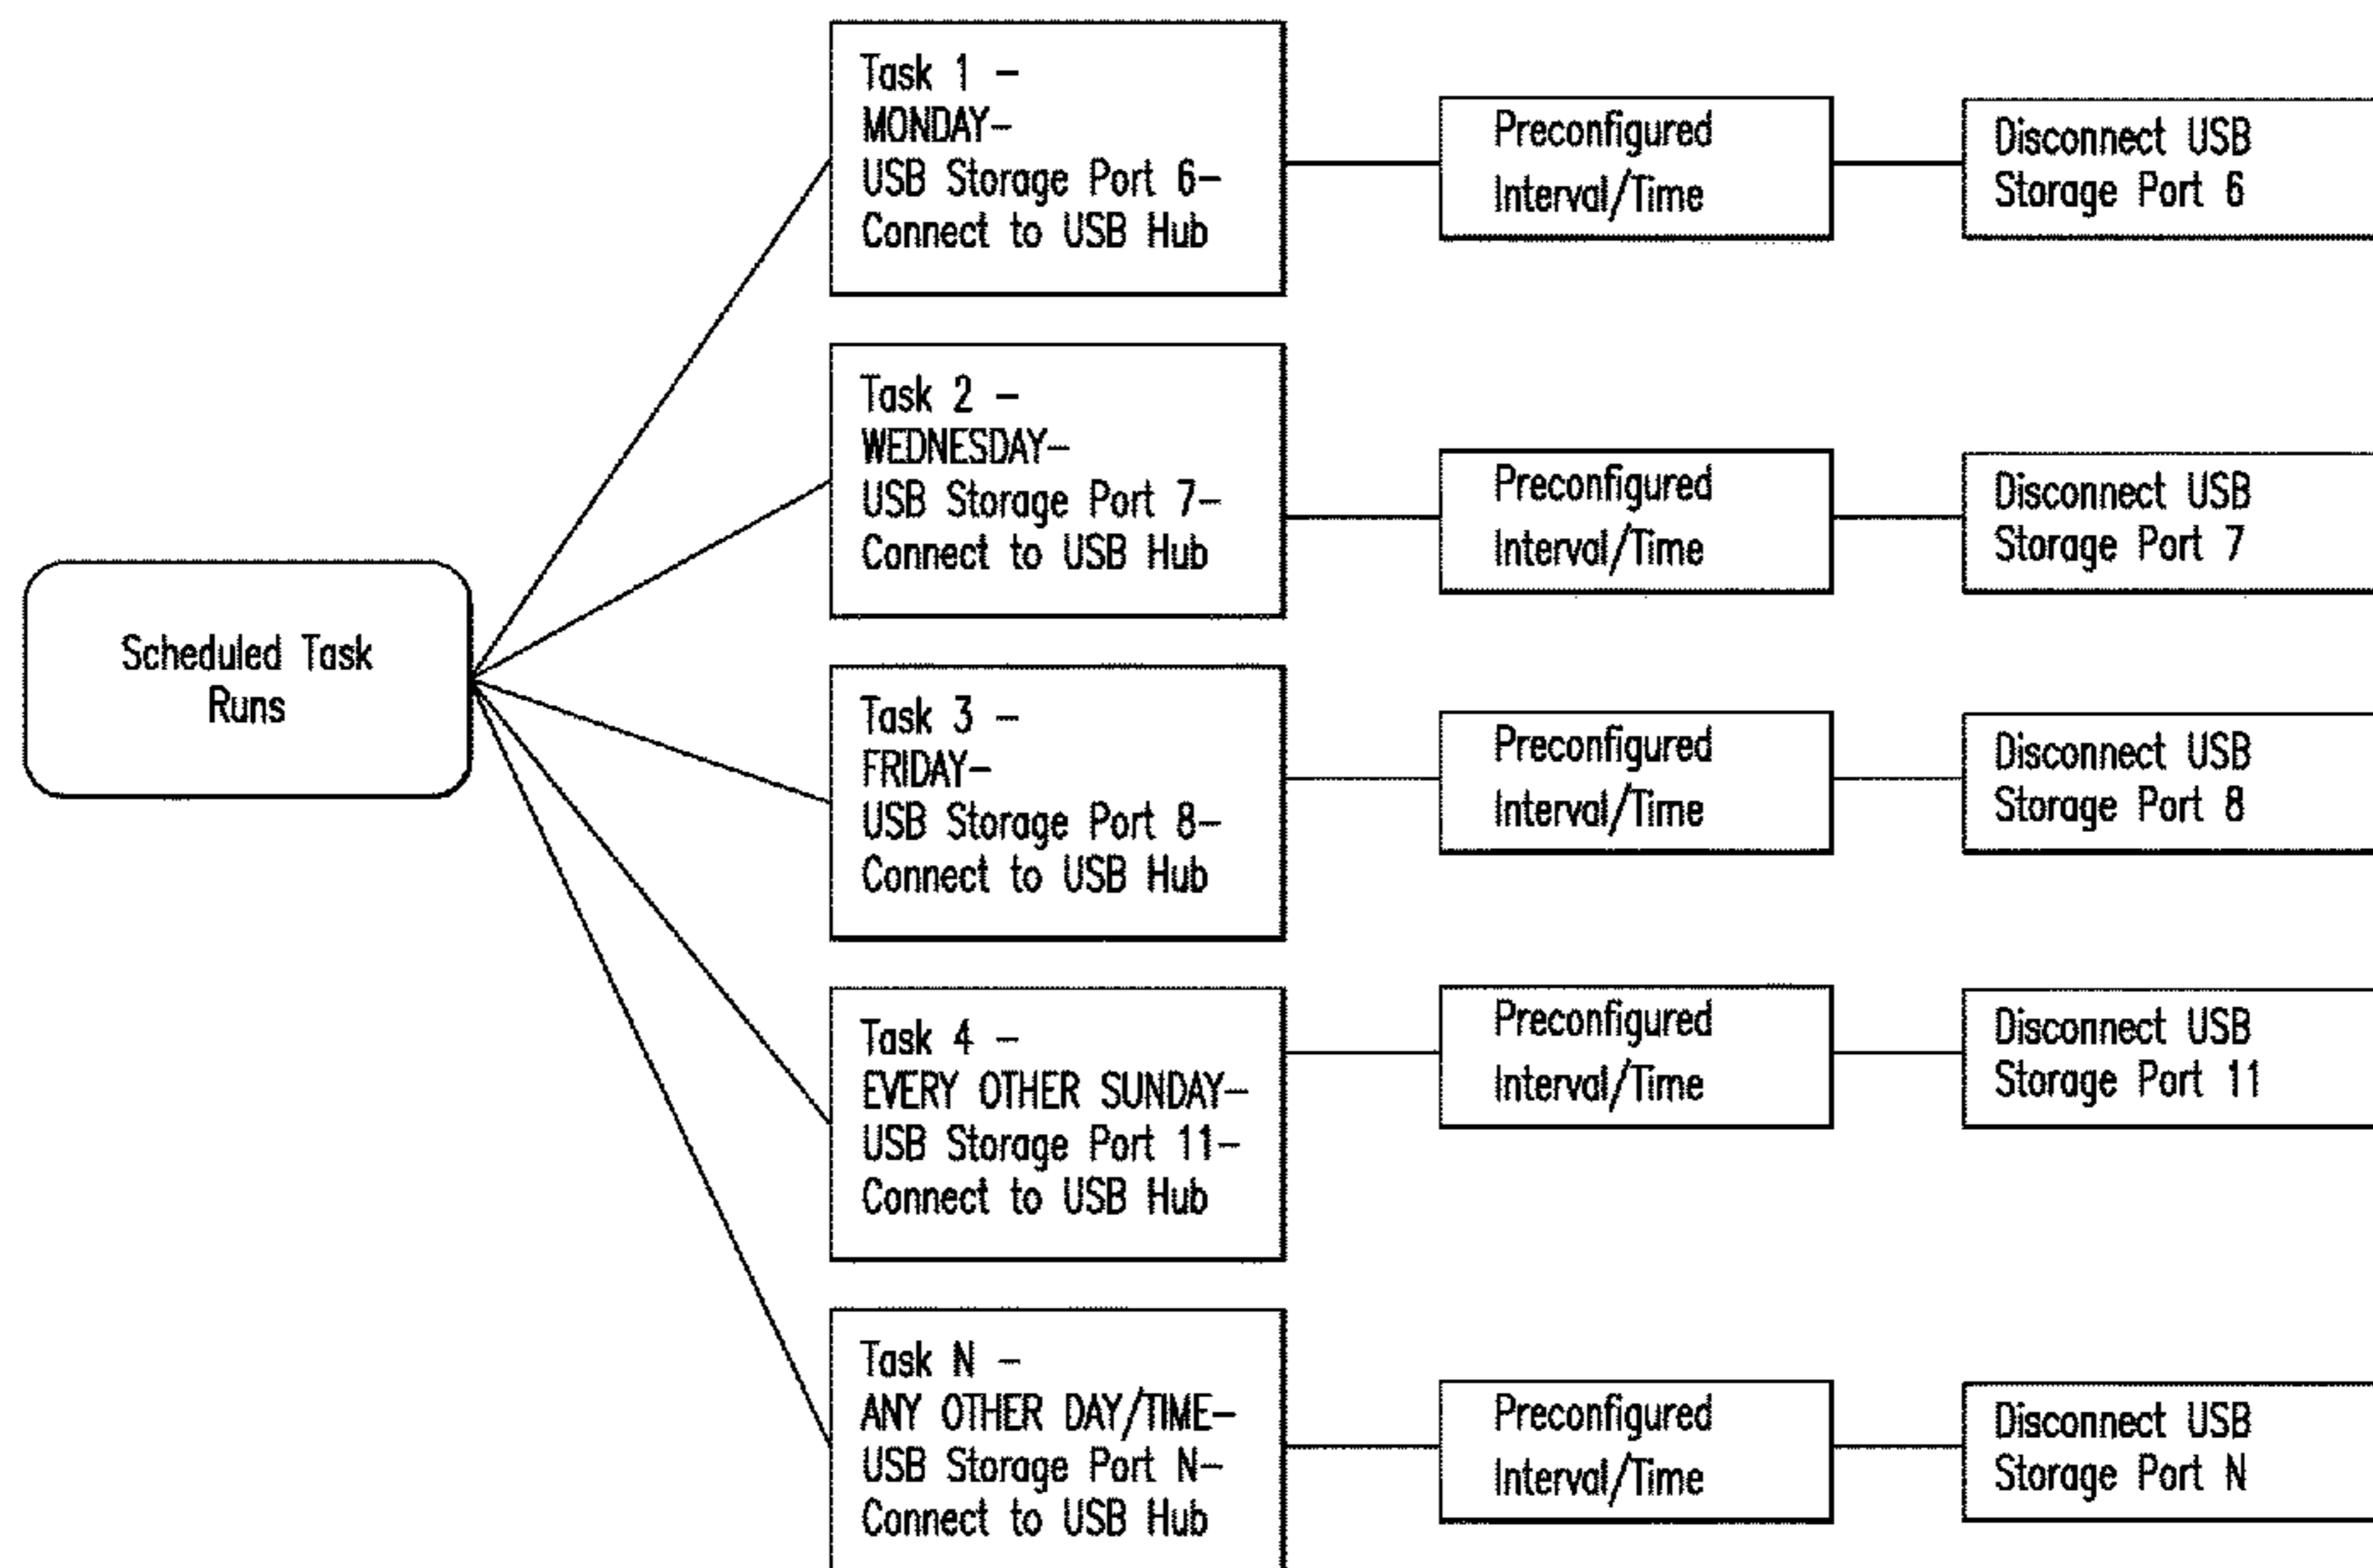 Scheduled Task
Runs
Task 1 –
MONDAY–
USB Storage Port 6–
Connect to USB Hub
Preconfigured
Interval/Time
Disconnect USB
Storage Port 6
Task 2 –
WEDNESDAY–
USB Storage Port 7–
Connect to USB Hub
Preconfigured
Interval/Time
Disconnect USB
Storage Port 7
Task 3 –
FRIDAY–
USB Storage Port 8–
Connect to USB Hub
Preconfigured
Interval/Time
Disconnect USB
Storage Port 8
Task 4 –
EVERY OTHER SUNDAY–
USB Storage Port 11–
Connect to USB Hub
Preconfigured
Interval/Time
Disconnect USB
Storage Port 11
Task N –
ANY OTHER DAY/TIME–
USB Storage Port N–
Connect to USB Hub
Preconfigured
Interval/Time
Disconnect USB
Storage Port N